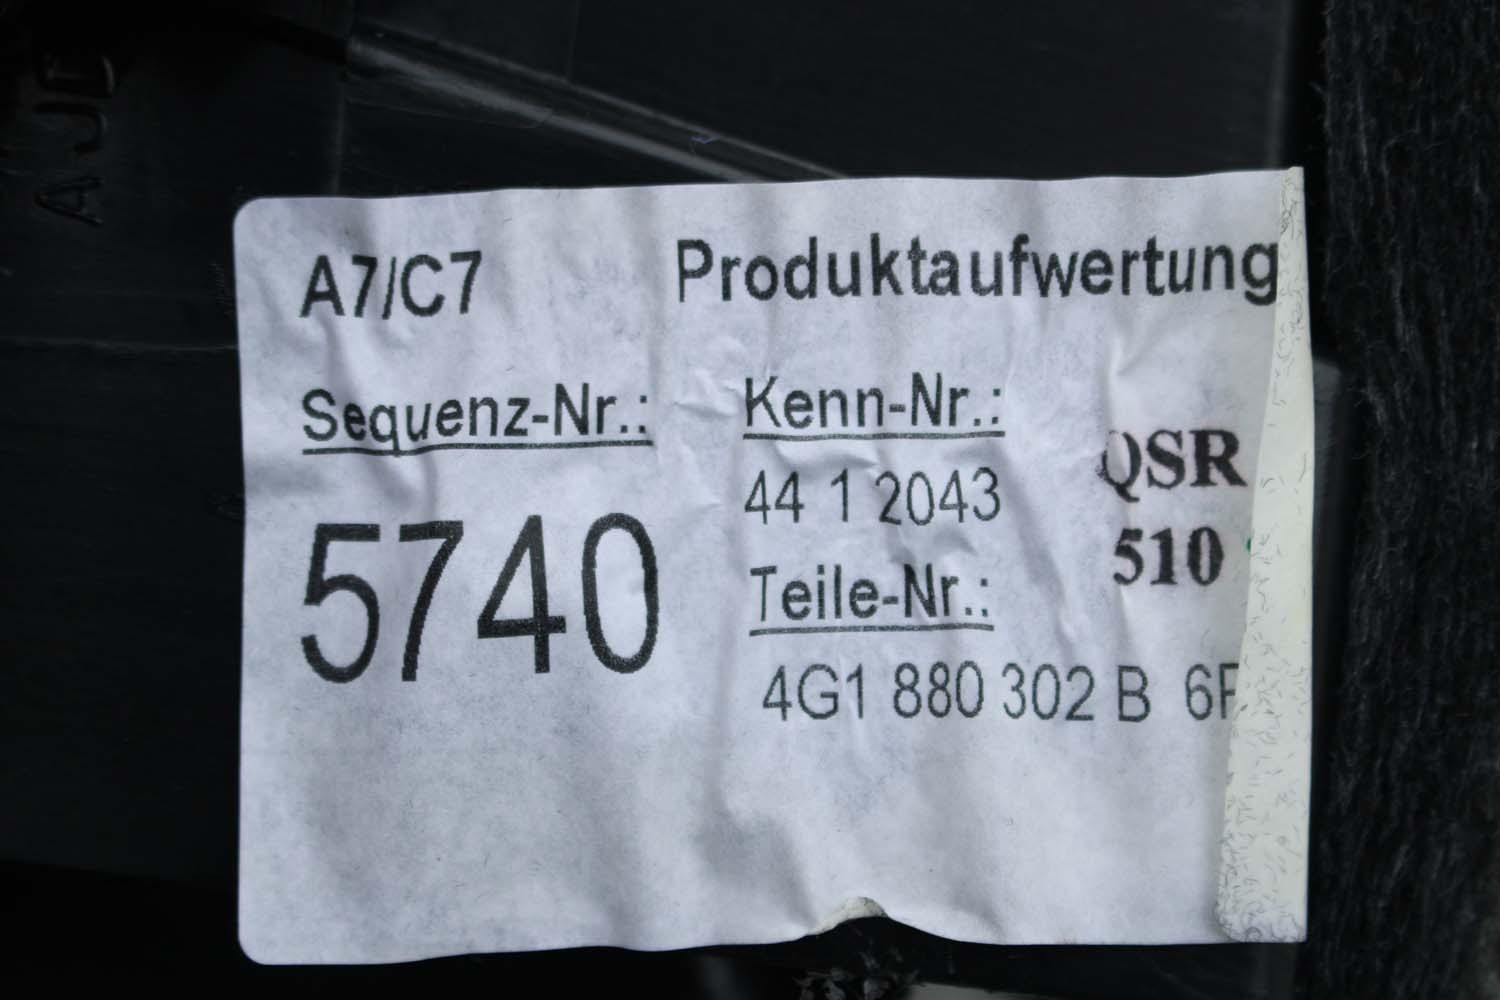 A7/C7 Produktaufwertung
Sequenz-Nr.: Kenn-Nr.:
44 1 2043 QSR
5740 510
Teile-Nr.:
4G1 880 302 B